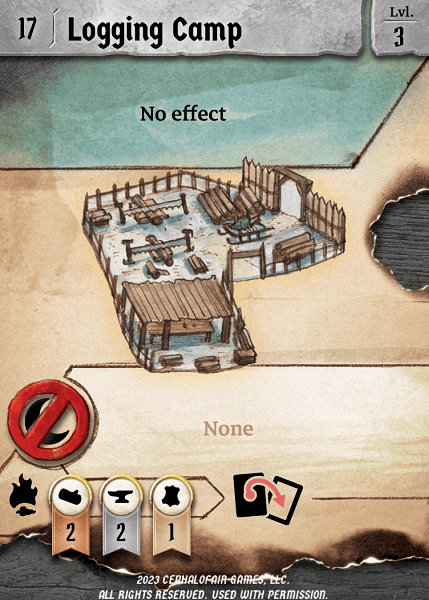 17 Logging Camp
Lvl.
3
No effect
None
2 2 1
2023 CEPHALOFAIR GAMES, LLC.
ALL RIGHTS RESERVED. USED WITH PERMISSION.